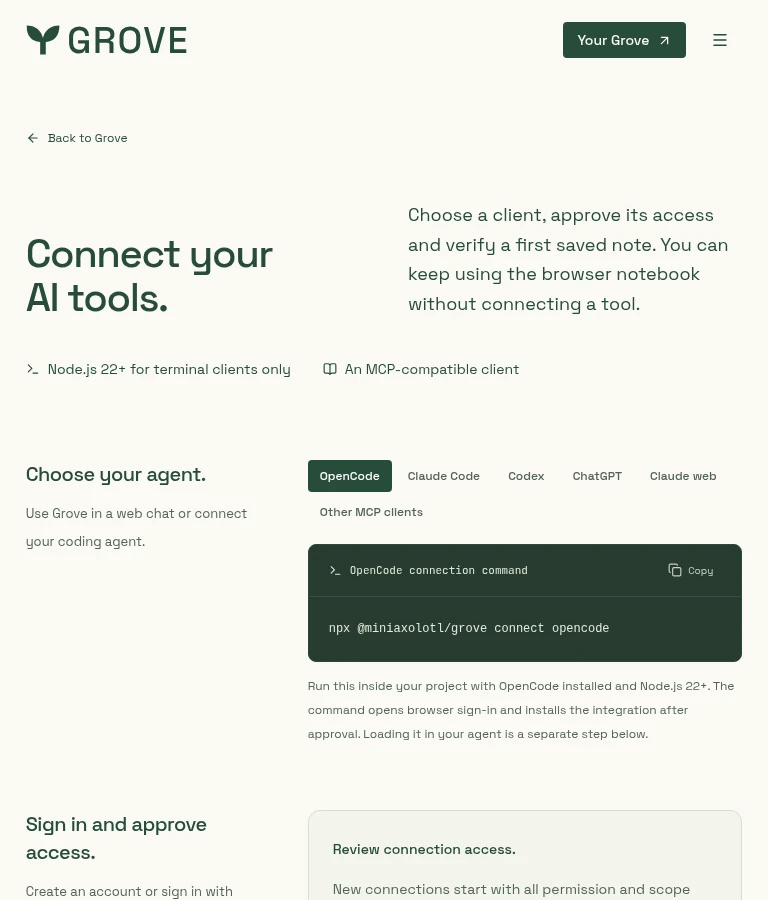 GROVE
Your Grove
Back to Grove
Connect your
AI tools.
Choose a client, approve its access
and verify a first saved note. You can
keep using the browser notebook
without connecting a tool.
Node.js 22+ for terminal clients only
An MCP-compatible client
Choose your agent.
Use Grove in a web chat or connect
your coding agent.
OpenCode
Claude Code
Codex
ChatGPT
Claude web
Other MCP clients
OpenCode connection command
Copy
npx @miniaxolotl/grove connect opencode
Run this inside your project with OpenCode installed and Node.js 22+. The
command opens browser sign-in and installs the integration after
approval. Loading it in your agent is a separate step below.
Sign in and approve
access.
Create an account or sign in with
Review connection access.
New connections start with all permission and scope